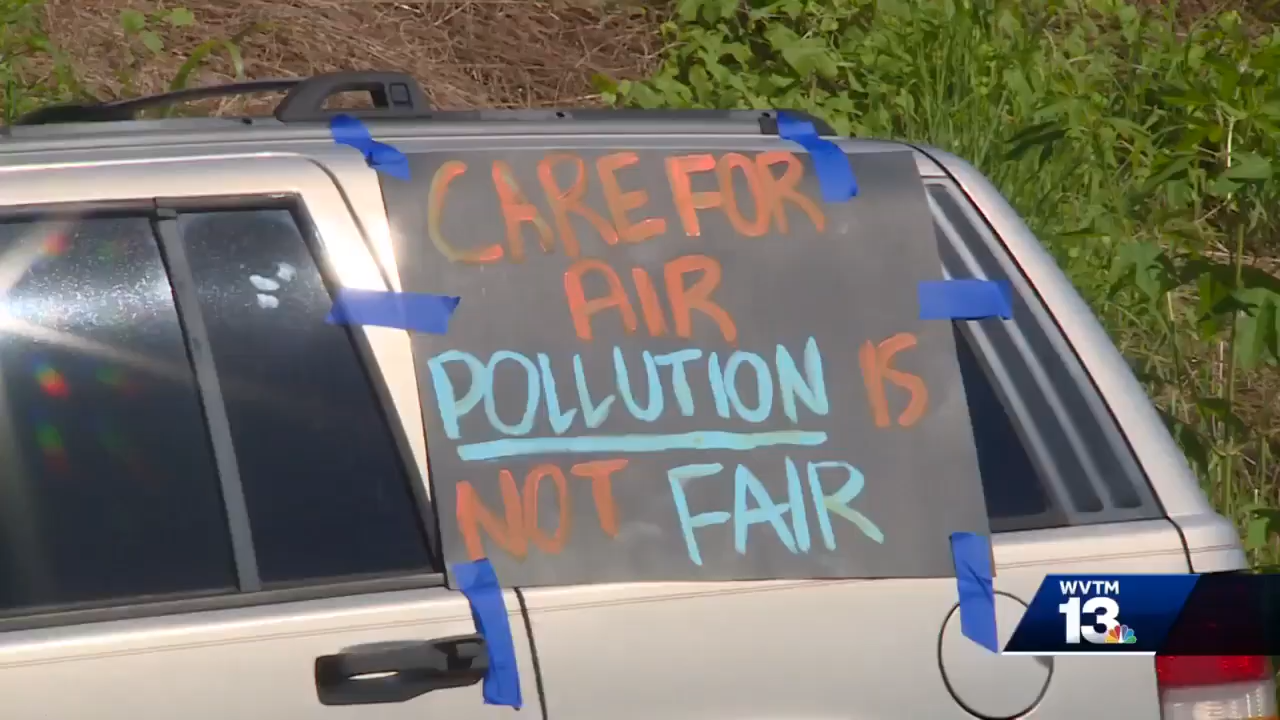 CARE FOR
AIR
POLLUTION IS
NOT FAIR
WVTM
13